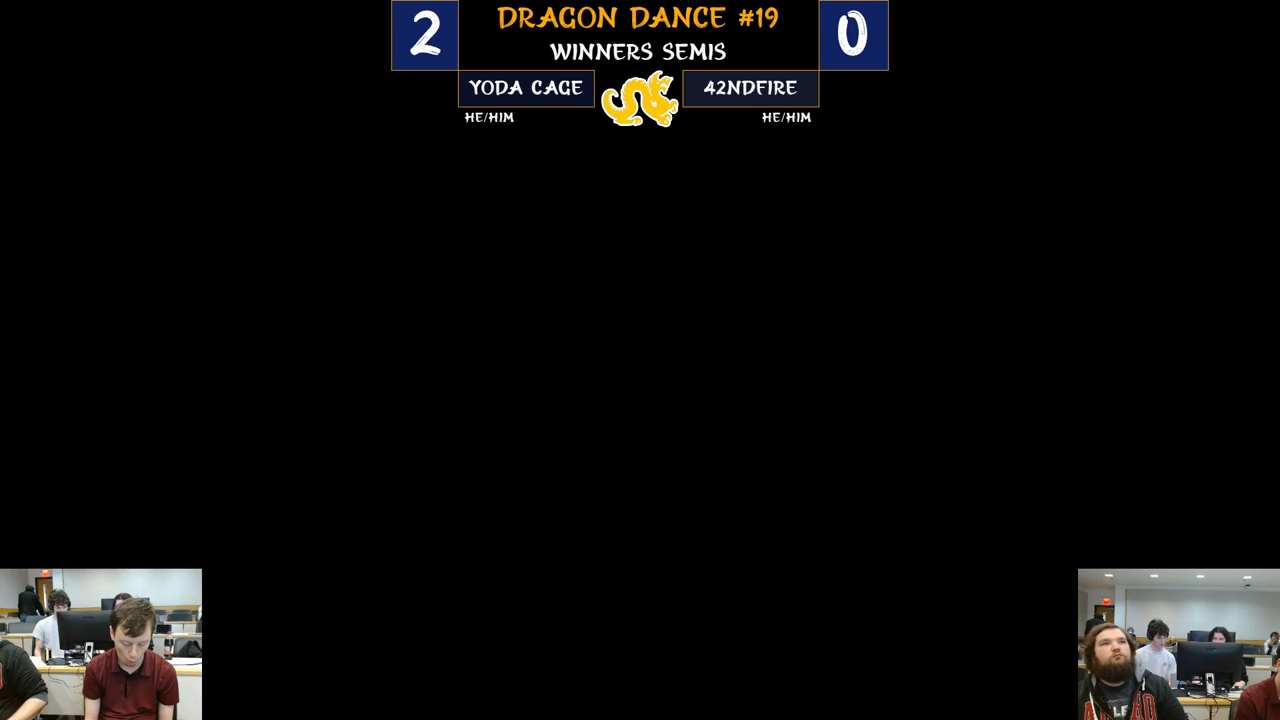 2
DRAGON DANCE #19
0
WINNERS SEMIS
YODA CAGE
42NDFIRE
HE/HIM
HE/HIM